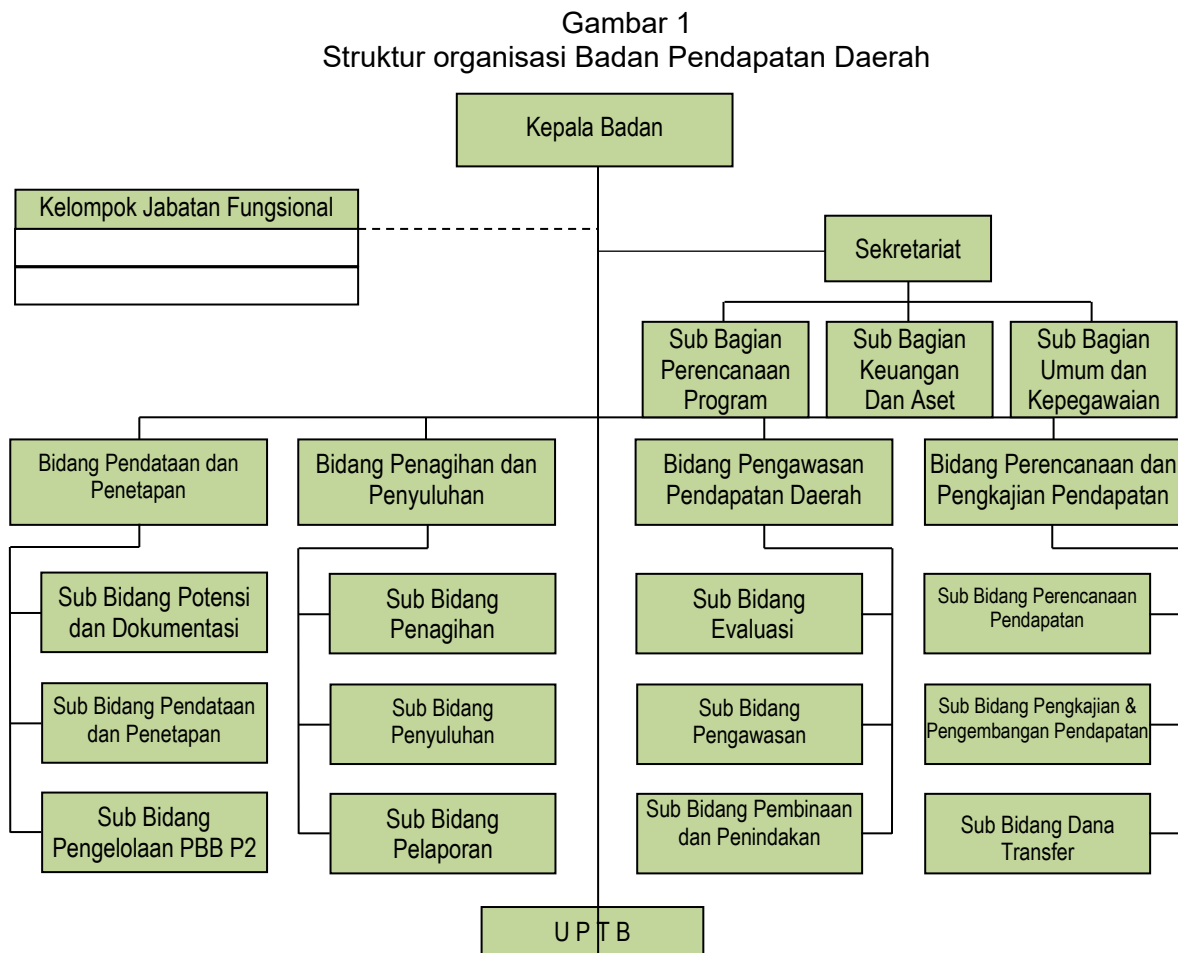 Gambar 1
Struktur organisasi Badan Pendapatan Daerah
Kepala Badan
Kelompok Jabatan Fungsional
Sekretariat
Sub Bagian
Perencanaan
Program
Sub Bagian
Keuangan
Dan Aset
Sub Bagian
Umum dan
Kepegawaian
Bidang Pendataan dan
Penetapan
Bidang Penagihan dan
Penyuluhan
Bidang Pengawasan
Pendapatan Daerah
Bidang Perencanaan dan
Pengkajian Pendapatan
Sub Bidang Potensi
dan Dokumentasi
Sub Bidang
Penagihan
Sub Bidang
Evaluasi
Sub Bidang Perencanaan
Pendapatan
Sub Bidang Pendataan
dan Penetapan
Sub Bidang
Penyuluhan
Sub Bidang
Pengawasan
Sub Bidang Pengkajian &
Pengembangan Pendapatan
Sub Bidang
Pengelolaan PBB P2
Sub Bidang
Pelaporan
Sub Bidang Pembinaan
dan Penindakan
Sub Bidang Dana
Transfer
U P T B